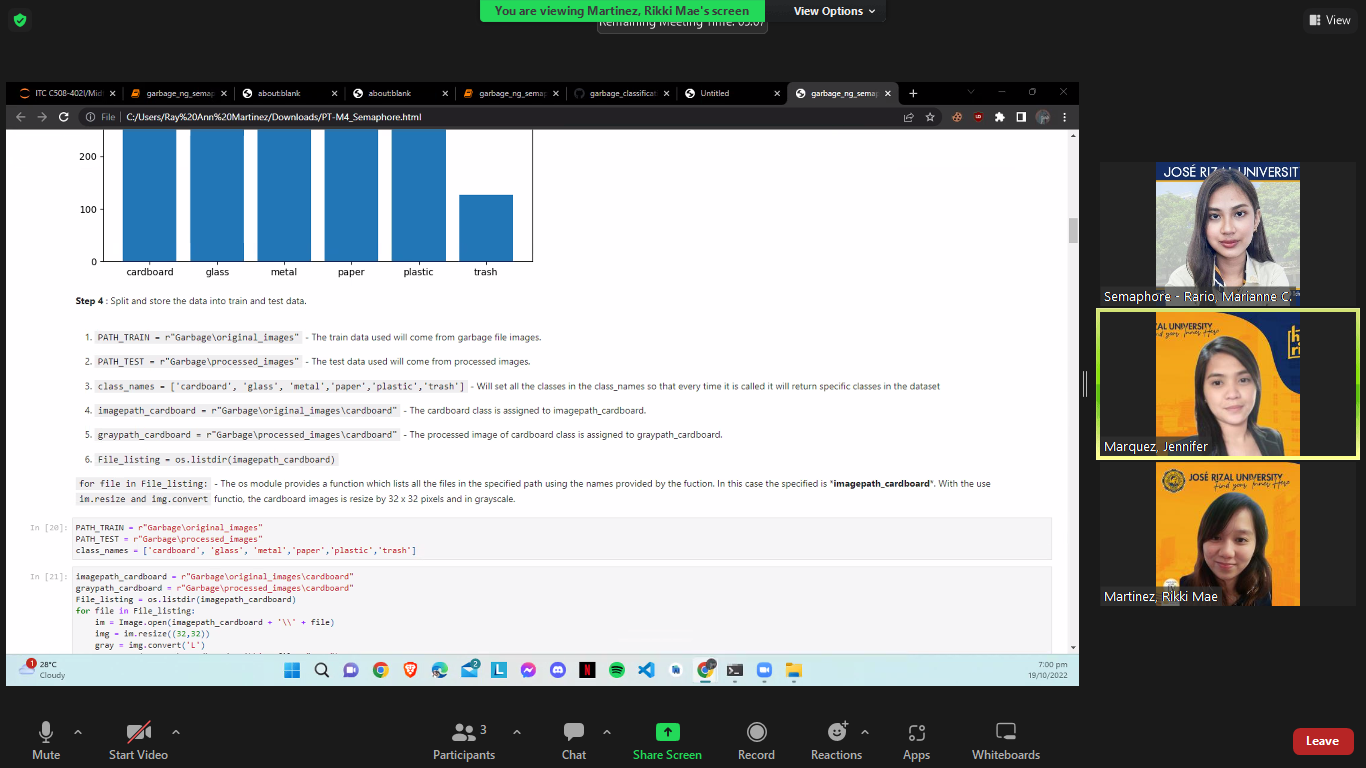 You are viewing Martinez, Rikki Mae's screen
View Options
Remaining Meeting Time: 05:07
View
ITC C508-402I/Mid
garbage_ng_semap
about:blank
about:blank
garbage_ng_semap
garbage_classificat
Untitled
garbage_ng_semap
File
C:/Users/Ray%20Ann%20Martinez/Downloads/PT-M4_Semaphore.html
200
100
0
cardboard glass metal paper plastic trash
Step 4 : Split and store the data into train and test data.
1. PATH_TRAIN = r"Garbage\original_images" - The train data used will come from garbage file images.
2. PATH_TEST = r"Garbage\processed_images" - The test data used will come from processed images.
3. class_names = ['cardboard', 'glass', 'metal','paper','plastic','trash'] - Will set all the classes in the class_names so that every time it is called it will return specific classes in the dataset
4. imagepath_cardboard = r"Garbage\original_images\cardboard" - The cardboard class is assigned to imagepath_cardboard.
5. graypath_cardboard = r"Garbage\processed_images\cardboard" - The processed image of cardboard class is assigned to graypath_cardboard.
6. File_listing = os.listdir(imagepath_cardboard)
for file in File_listing: - The os module provides a function which lists all the files in the specified path using the names provided by the fuction. In this case the specified is *imagepath_cardboard*. With the use
im.resize and img.convert functio, the cardboard images is resize by 32 x 32 pixels and in grayscale.
In [20]: PATH_TRAIN = r"Garbage\original_images"
PATH_TEST = r"Garbage\processed_images"
class_names = ['cardboard', 'glass', 'metal','paper','plastic','trash']
In [21]: imagepath_cardboard = r"Garbage\original_images\cardboard"
graypath_cardboard = r"Garbage\processed_images\cardboard"
File_listing = os.listdir(imagepath_cardboard)
for file in File_listing:
im = Image.open(imagepath_cardboard + '\\' + file)
img = im.resize((32,32))
gray = img.convert('L')
1
28°C
Cloudy
2
7:00 pm
19/10/2022
JOSÉ RIZAL UNIVERSIT
Semaphore - Rario, Marianne C.
ZAL UNIVERSITY
Find your Inner Hero
Marquez, Jennifer
JOSÉ RIZAL UNIVERSITY
Find your Inner Hero
Martinez, Rikki Mae
Mute
Start Video
Participants
3
Chat
Share Screen
Record
Reactions
Apps
Whiteboards
Leave